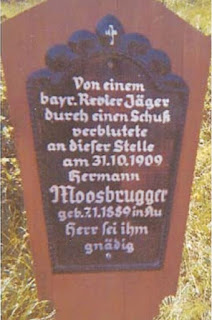 Von einem
bayr. Revier Jäger
durch einen Schuß
verblutete
an dieser Stelle
am 31.10.1909
Hermann
Moosbrugger
geb. 7.1.1889 in Au
Herr sei ihm
gnädig